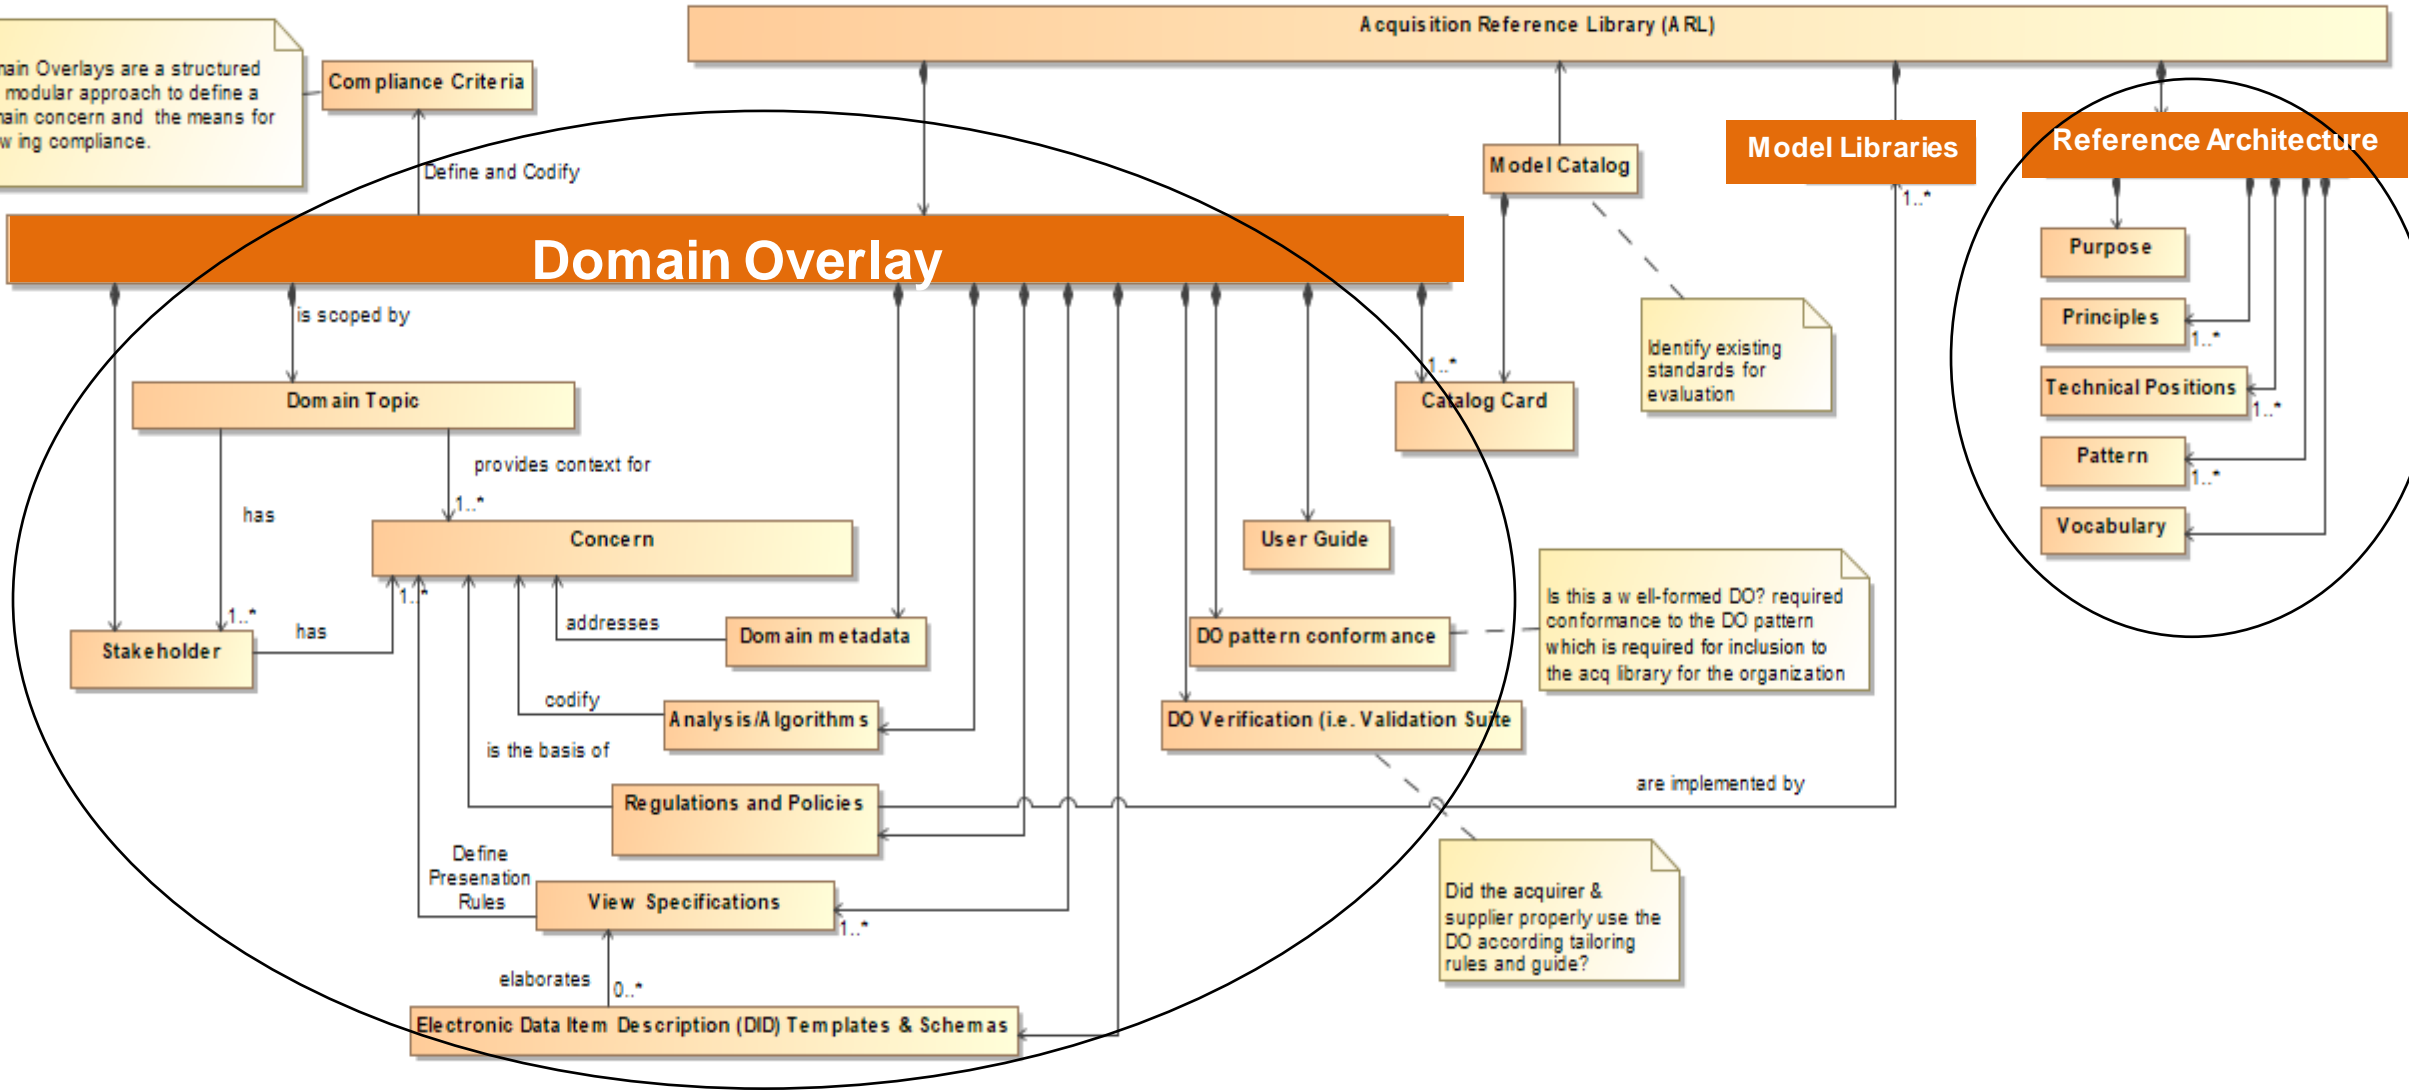 Acquisition Reference Library (ARL)
main Overlays are a structured
modular approach to define a
main concern and the means for
wing compliance.
Compliance Criteria
Define and Codify
Model Catalog
Model Libraries
1..*
Reference Architecture
Domain Overlay
Purpose
Principles
1..*
Technical Positions
1..*
Pattern
1..*
Vocabulary
is scoped by
Identify existing
standards for
evaluation
1..*
Catalog Card
Domain Topic
provides context for
1..*
has
Concern
1..*
User Guide
1..*
has
Stakeholder
addresses
Domain metadata
DO pattern conformance
Is this a well-formed DO? required
conformance to the DO pattern
which is required for inclusion to
the acq library for the organization
codify
Analysis/Algorithms
DO Verification (i.e. Validation Suite
is the basis of
Regulations and Policies
are implemented by
Define
Presenation
Rules
View Specifications
1..*
Did the acquirer &
supplier properly use the
DO according tailoring
rules and guide?
elaborates
0..*
Electronic Data Item Description (DID) Templates & Schemas